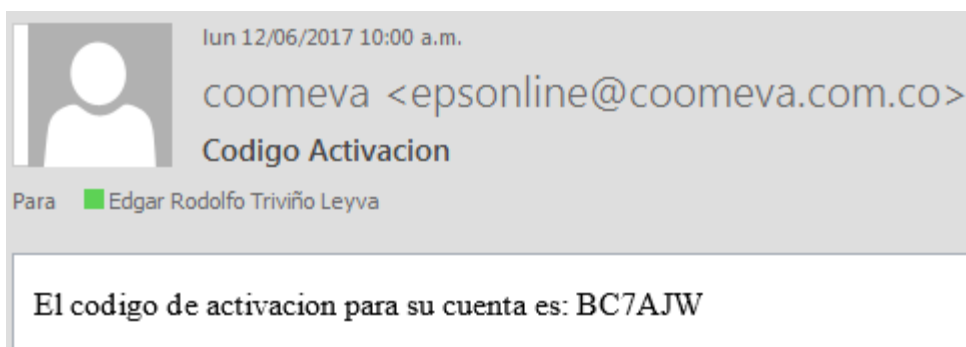 lun 12/06/2017 10:00 a.m.
coomeva <epsonline@coomeva.com.co>
Codigo Activacion
Para Edgar Rodolfo Triviño Leyva
El codigo de activacion para su cuenta es: BC7AJW